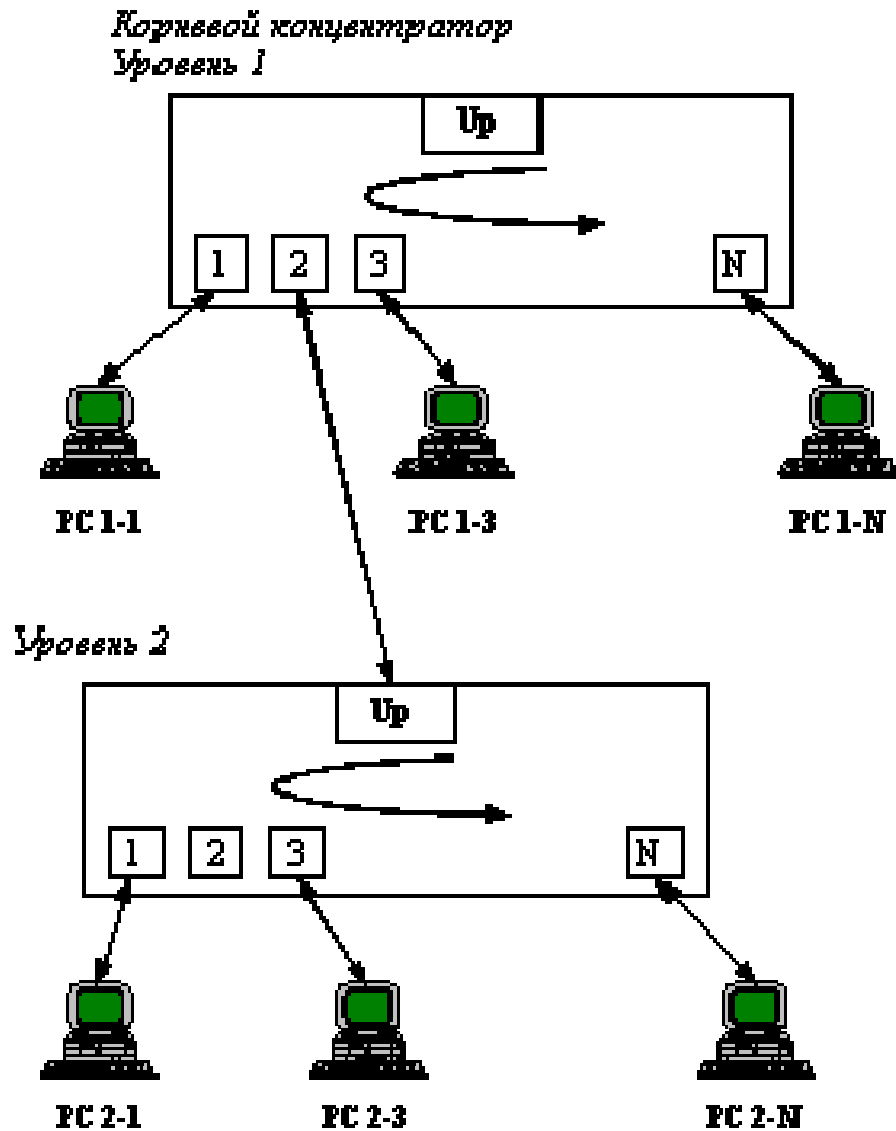 Корневой концентратор
Уровень 1
Up
1 2 3 N
PC 1-1 PC 1-3 PC 1-N
Уровень 2
Up
1 2 3 N
PC 2-1 PC 2-3 PC 2-N